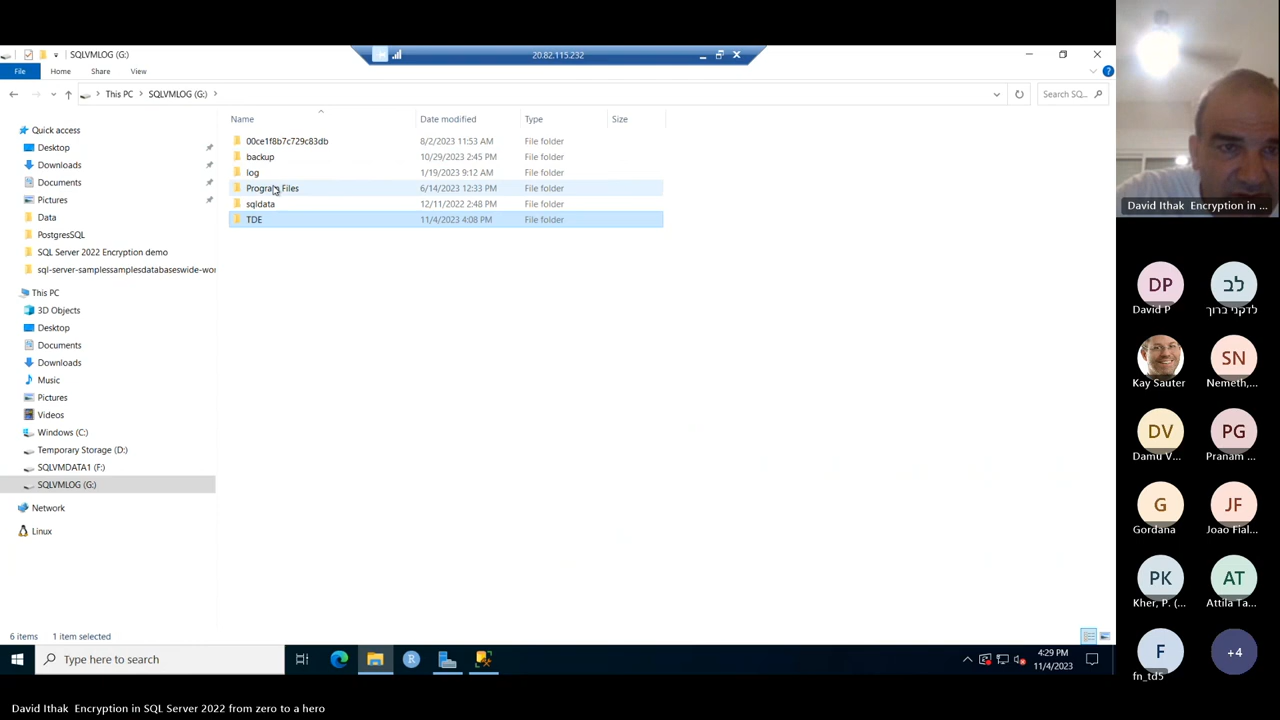 SQLVMLOG (G:)
20.82.115.232
File
Home
Share
View
This PC
SQLVMLOG (G:)
Search SQ...
Name
Date modified
Type
Size
Quick access
Desktop
Downloads
Documents
Pictures
Data
PostgresSQL
SQL Server 2022 Encryption demo
sql-server-samplessamplesdatabaseswide-wor
This PC
3D Objects
Desktop
Documents
Downloads
Music
Pictures
Videos
Windows (C:)
Temporary Storage (D:)
SQLVMDATA1 (F:)
SQLVMLOG (G:)
Network
Linux
00ce1f8b7c729c83db 8/2/2023 11:53 AM File folder
backup 10/29/2023 2:45 PM File folder
log 1/19/2023 9:12 AM File folder
Program Files 6/14/2023 12:33 PM File folder
sqldata 12/11/2022 2:48 PM File folder
TDE 11/4/2023 4:08 PM File folder
6 items 1 item selected
Type here to search
R
4:29 PM
11/4/2023
David Ithak Encryption in ...
DP
David P
לב
לדקני ברוך
Kay Sauter
SN
Nemeth,...
DV
Damu V...
PG
Pranam ...
G
Gordana
JF
Joao Fial...
PK
Kher, P. (...
AT
Attila Ta...
F
fn_td5
+4
David Ithak Encryption in SQL Server 2022 from zero to a hero